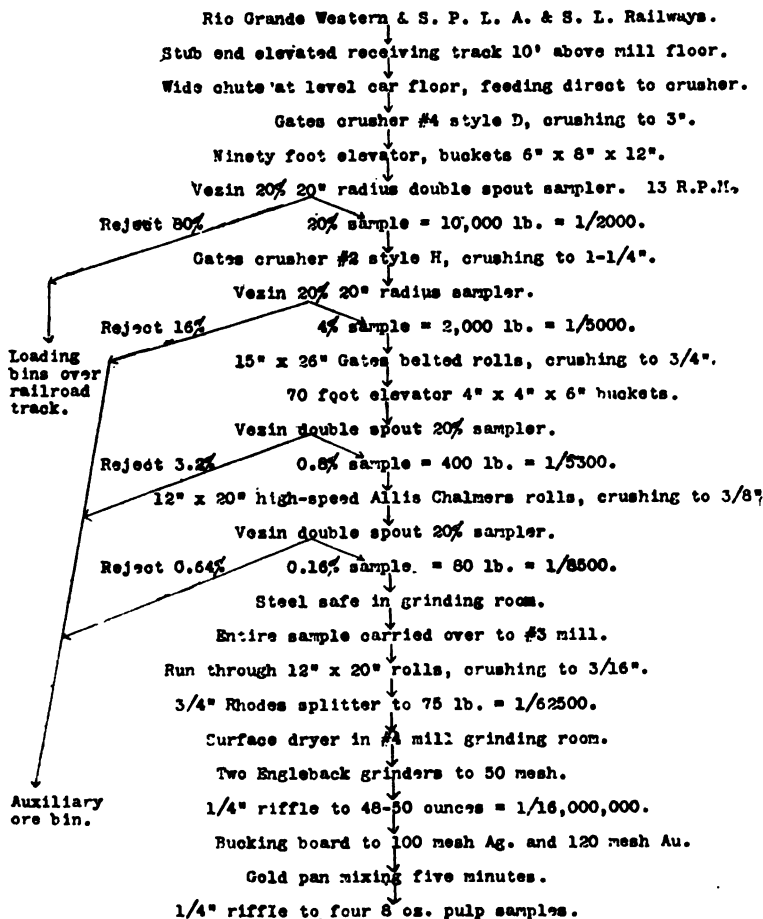 Rio Grande Western & S. P. L. A. & S. L. Railways.
Stub end elevated receiving track 10' above mill floor.
Wide chute at level car floor, feeding direct to crusher.
Gates crusher #4 style D, crushing to 3".
Ninety foot elevator, buckets 6" x 8" x 12".
Vezin 20% 20" radius double spout sampler. 13 R.P.M.
Reject 80% 20% sample = 10,000 lb. = 1/2000.
Gates crusher #2 style H, crushing to 1-1/4".
Vezin 20% 20" radius sampler.
Reject 16% 4% sample = 2,000 lb. = 1/5000.
Loading
bins over
railroad
track.
15" x 26" Gates belted rolls, crushing to 3/4".
70 foot elevator 4" x 4" x 6" buckets.
Vezin double spout 20% sampler.
Reject 3.2% 0.8% sample = 400 lb. = 1/5300.
12" x 20" high-speed Allis Chalmers rolls, crushing to 3/8"
Vezin double spout 20% sampler.
Reject 0.64% 0.16% sample. = 80 lb. = 1/8500.
Steel safe in grinding room.
Entire sample carried over to #3 mill.
Run through 12" x 20" rolls, crushing to 3/16".
3/4" Rhodes splitter to 75 lb. = 1/62500.
Surface dryer in #4 mill grinding room.
Two Engleback grinders to 50 mesh.
Auxiliary
ore bin.
1/4" riffle to 48-50 ounces = 1/16,000,000.
Bucking board to 100 mesh Ag. and 120 mesh Au.
Gold pan mixing five minutes.
1/4" riffle to four 8 oz. pulp samples.